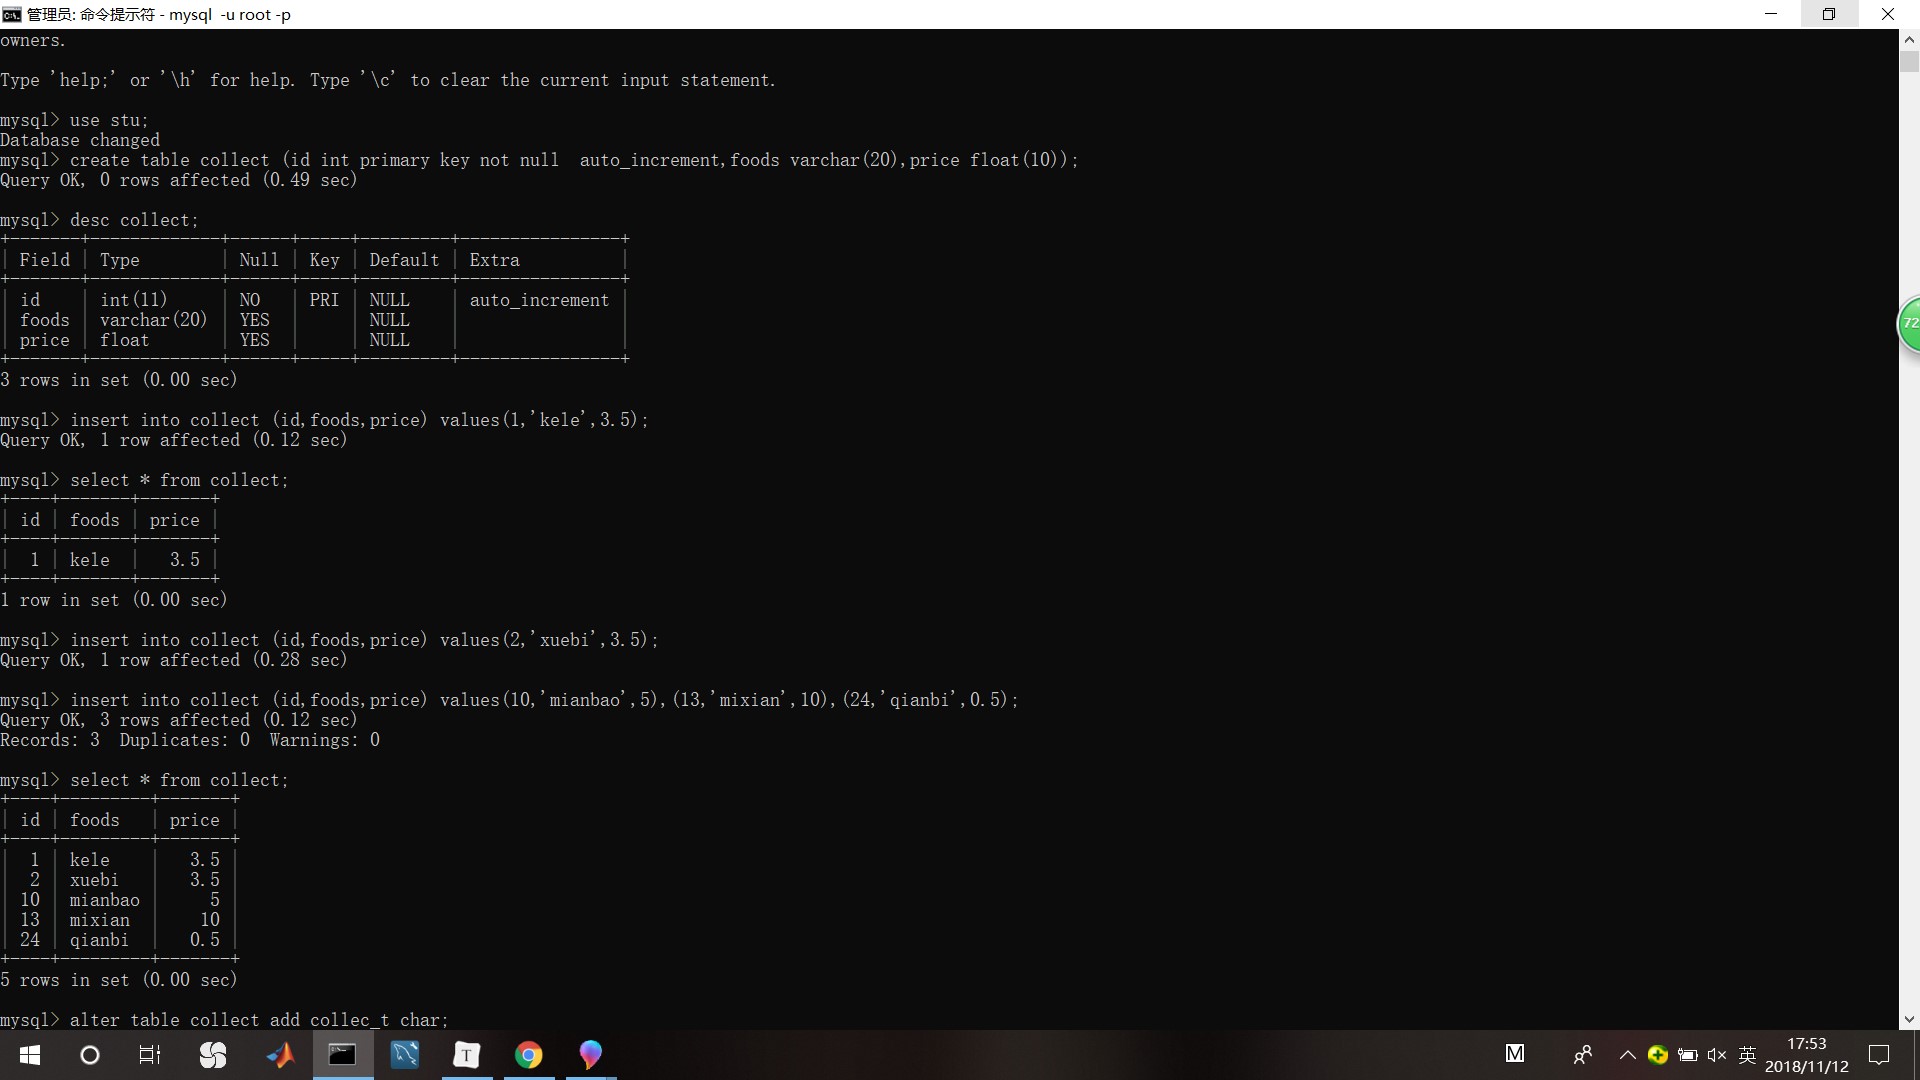 管理员: 命令提示符 - mysql  -u root -p
owners.
Type 'help;' or '\h' for help. Type '\c' to clear the current input statement.
mysql> use stu;
Database changed
mysql> create table collect (id int primary key not null  auto_increment,foods varchar(20),price float(10));
Query OK, 0 rows affected (0.49 sec)
mysql> desc collect;
+-------+-------------+------+-----+---------+----------------+
| Field | Type        | Null | Key | Default | Extra          |
+-------+-------------+------+-----+---------+----------------+
| id    | int(11)     | NO   | PRI | NULL    | auto_increment |
| foods | varchar(20) | YES  |     | NULL    |                |
| price | float       | YES  |     | NULL    |                |
+-------+-------------+------+-----+---------+----------------+
3 rows in set (0.00 sec)
mysql> insert into collect (id,foods,price) values(1,'kele',3.5);
Query OK, 1 row affected (0.12 sec)
mysql> select * from collect;
+----+-------+-------+
| id | foods | price |
+----+-------+-------+
|  1 | kele  |   3.5 |
+----+-------+-------+
1 row in set (0.00 sec)
mysql> insert into collect (id,foods,price) values(2,'xuebi',3.5);
Query OK, 1 row affected (0.28 sec)
mysql> insert into collect (id,foods,price) values(10,'mianbao',5),(13,'mixian',10),(24,'qianbi',0.5);
Query OK, 3 rows affected (0.12 sec)
Records: 3  Duplicates: 0  Warnings: 0
mysql> select * from collect;
+----+---------+-------+
| id | foods   | price |
+----+---------+-------+
|  1 | kele    |   3.5 |
|  2 | xuebi   |   3.5 |
| 10 | mianbao |     5 |
| 13 | mixian  |    10 |
| 24 | qianbi  |   0.5 |
+----+---------+-------+
5 rows in set (0.00 sec)
mysql> alter table collect add collec_t char;
72
T
M
英
17:53
2018/11/12